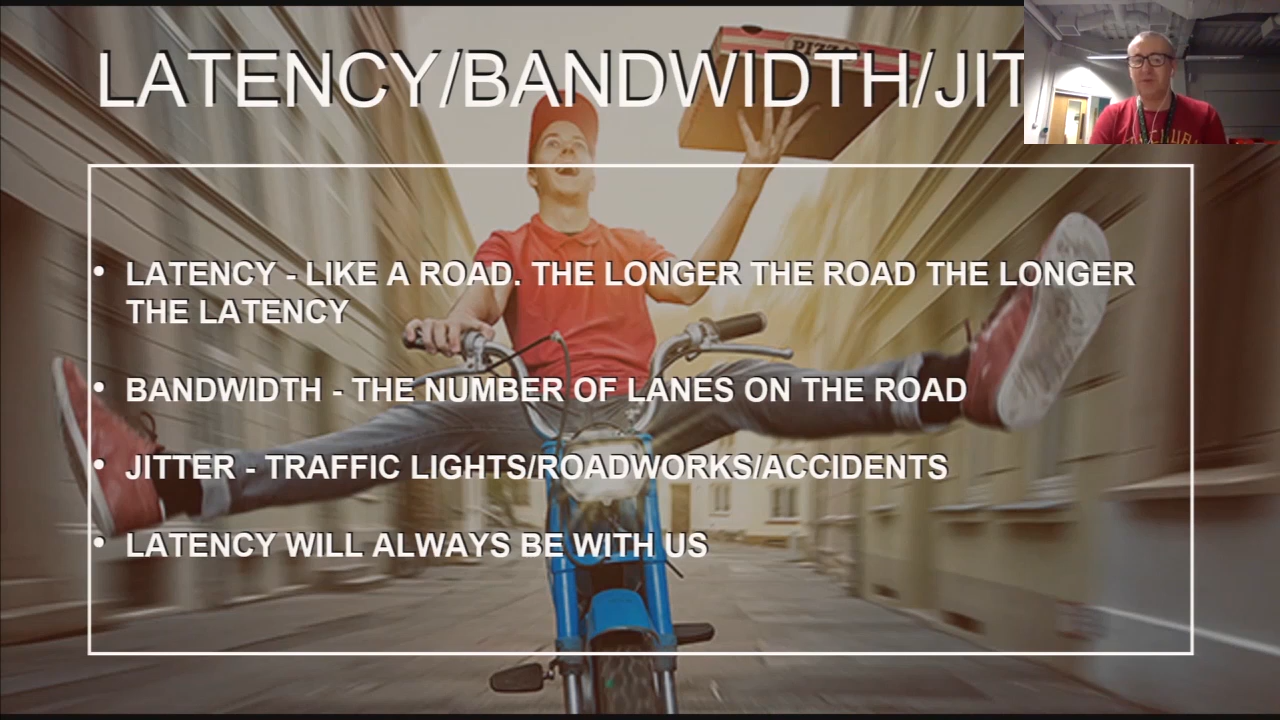 LATENCY/BANDWIDTH/JIT
PIZZA
• LATENCY - LIKE A ROAD. THE LONGER THE ROAD THE LONGER
THE LATENCY
• BANDWIDTH - THE NUMBER OF LANES ON THE ROAD
• JITTER - TRAFFIC LIGHTS/ROADWORKS/ACCIDENTS
• LATENCY WILL ALWAYS BE WITH US